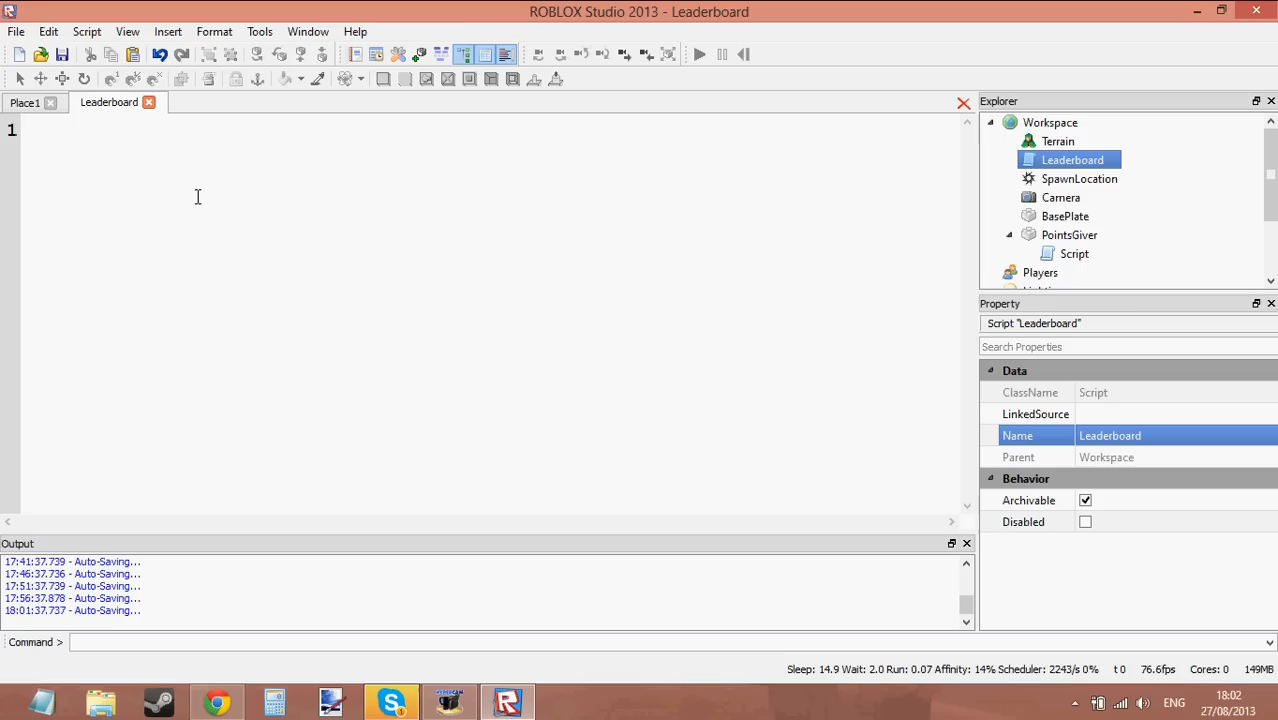 ROBLOX Studio 2013 - Leaderboard
File Edit Script View Insert Format Tools Window Help
Place1 Leaderboard
1
Explorer
Workspace
Terrain
Leaderboard
SpawnLocation
Camera
BasePlate
PointsGiver
Script
Players
Property
Script "Leaderboard"
Search Properties
Data
ClassName Script
LinkedSource
Name Leaderboard
Parent Workspace
Behavior
Archivable
Disabled
Output
17:41:37.739 - Auto-Saving...
17:46:37.736 - Auto-Saving...
17:51:37.739 - Auto-Saving...
17:56:37.878 - Auto-Saving...
18:01:37.737 - Auto-Saving...
Command >
Sleep: 14.9 Wait: 2.0 Run: 0.07 Affinity: 14% Scheduler: 2243/s 0% t 0 76.6fps Cores: 0 149MB
ENG 18:02
27/08/2013